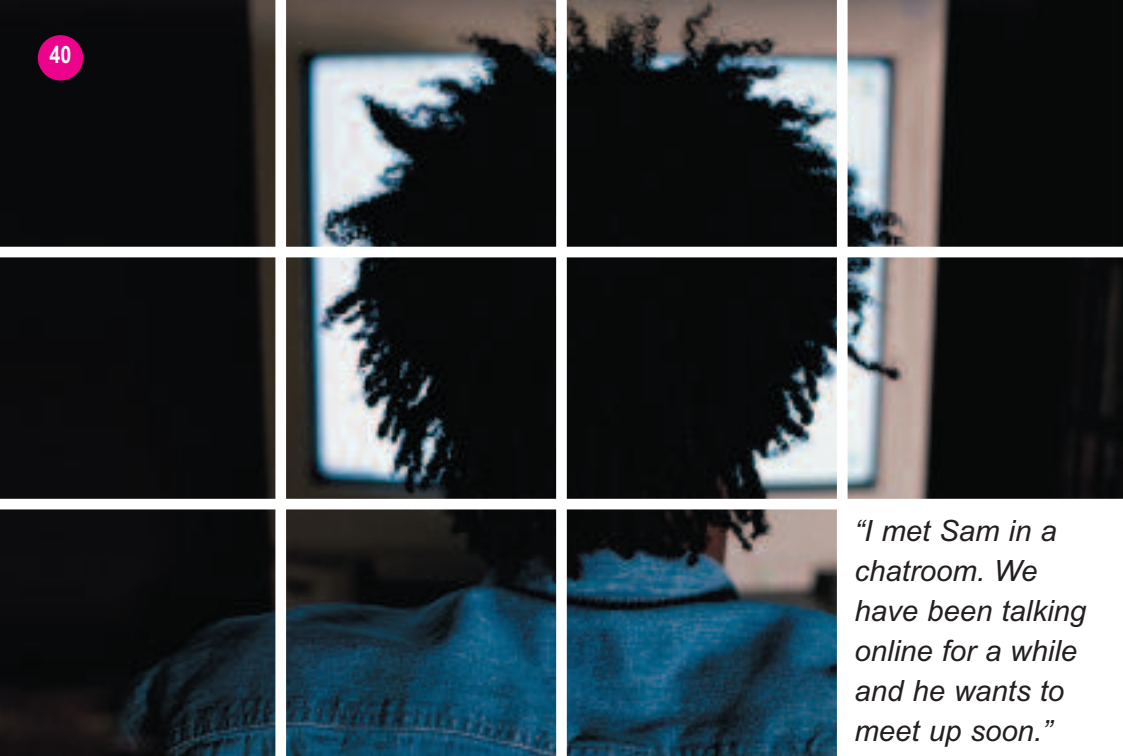 40
“I met Sam in a
chatroom. We
have been talking
online for a while
and he wants to
meet up soon.”